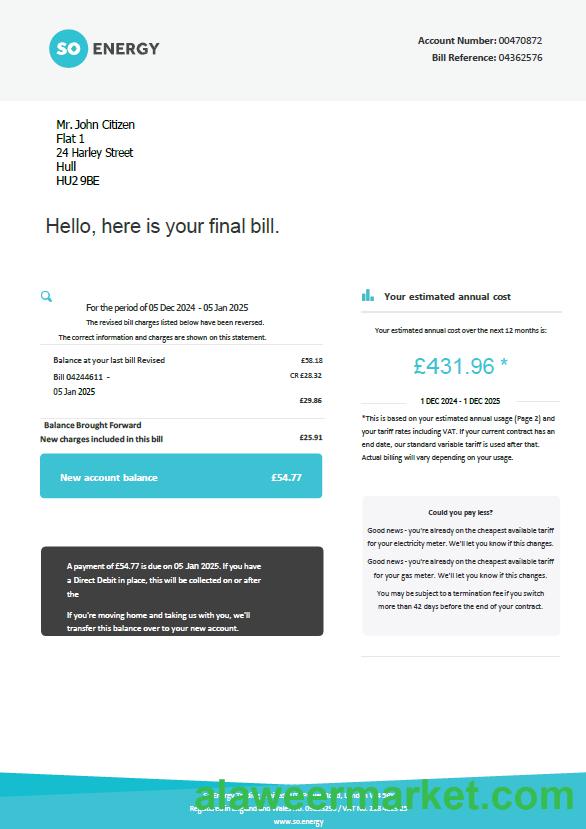 SO ENERGY
Account Number: 00470872
Bill Reference: 04362576
Mr. John Citizen
Flat 1
24 Harley Street
Hull
HU2 9BE
Hello, here is your final bill.
For the period of 05 Dec 2024 - 05 Jan 2025
The revised bill charges listed below have been reversed.
The correct information and charges are shown on this statement.
Balance at your last bill Revised £58.18
Bill 04244611 - CR £28.32
05 Jan 2025
£29.86
Balance Brought Forward
New charges included in this bill £25.91
New account balance £54.77
A payment of £54.77 is due on 05 Jan 2025. If you have
a Direct Debit in place, this will be collected on or after
the
If you're moving home and taking us with you, we'll
transfer this balance over to your new account.
Your estimated annual cost
Your estimated annual cost over the next 12 months is:
£431.96 *
1 DEC 2024 - 1 DEC 2025
*This is based on your estimated annual usage (Page 2) and
your tariff rates including VAT. If your current contract has an
end date, our standard variable tariff is used after that.
Actual billing will vary depending on your usage.
Could you pay less?
Good news - you're already on the cheapest available tariff
for your electricity meter. We'll let you know if this changes.
Good news - you're already on the cheapest available tariff
for your gas meter. We'll let you know if this changes.
You may be subject to a termination fee if you switch
more than 42 days before the end of your contract.
alaweermarket.com
www.so.energy